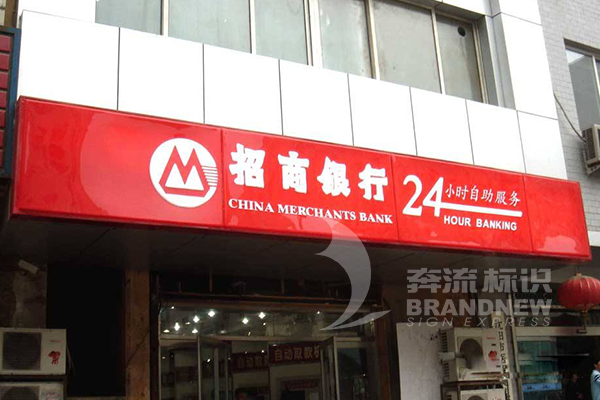 招商银行
CHINA MERCHANTS BANK
24小时自助服务
HOUR BANKING
奔流标识
BRANDNEW
SIGN EXPRESS
自动取款机